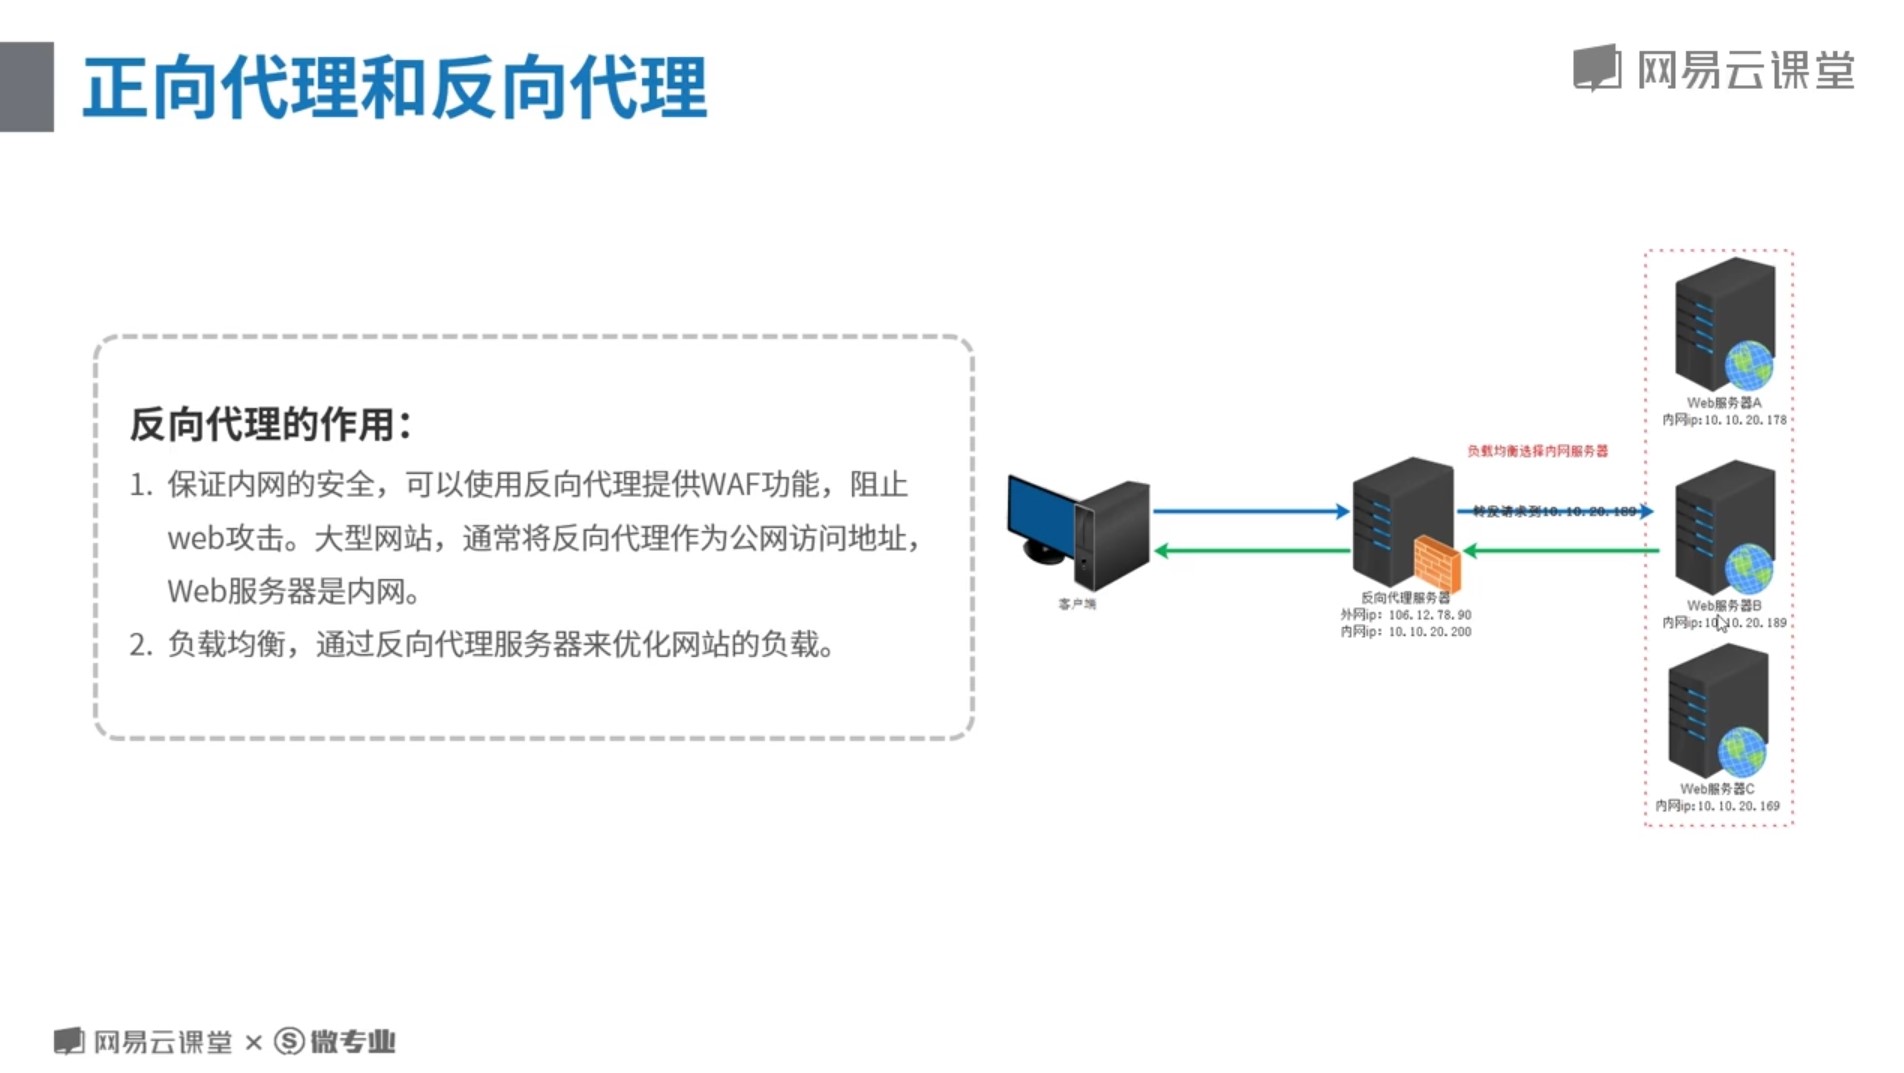 正向代理和反向代理
网易云课堂
反向代理的作用：
1. 保证内网的安全，可以使用反向代理提供WAF功能，阻止
web攻击。大型网站，通常将反向代理作为公网访问地址，
Web服务器是内网。
2. 负载均衡，通过反向代理服务器来优化网站的负载。
客户端
反向代理服务器
外网ip: 106.12.78.90
内网ip: 10.10.20.200
负载均衡选择内网服务器
转发请求到10.10.20.189
Web服务器A
内网ip:10.10.20.178
Web服务器B
内网ip:10.10.20.189
Web服务器C
内网ip:10.10.20.169
网易云课堂 × 微专业